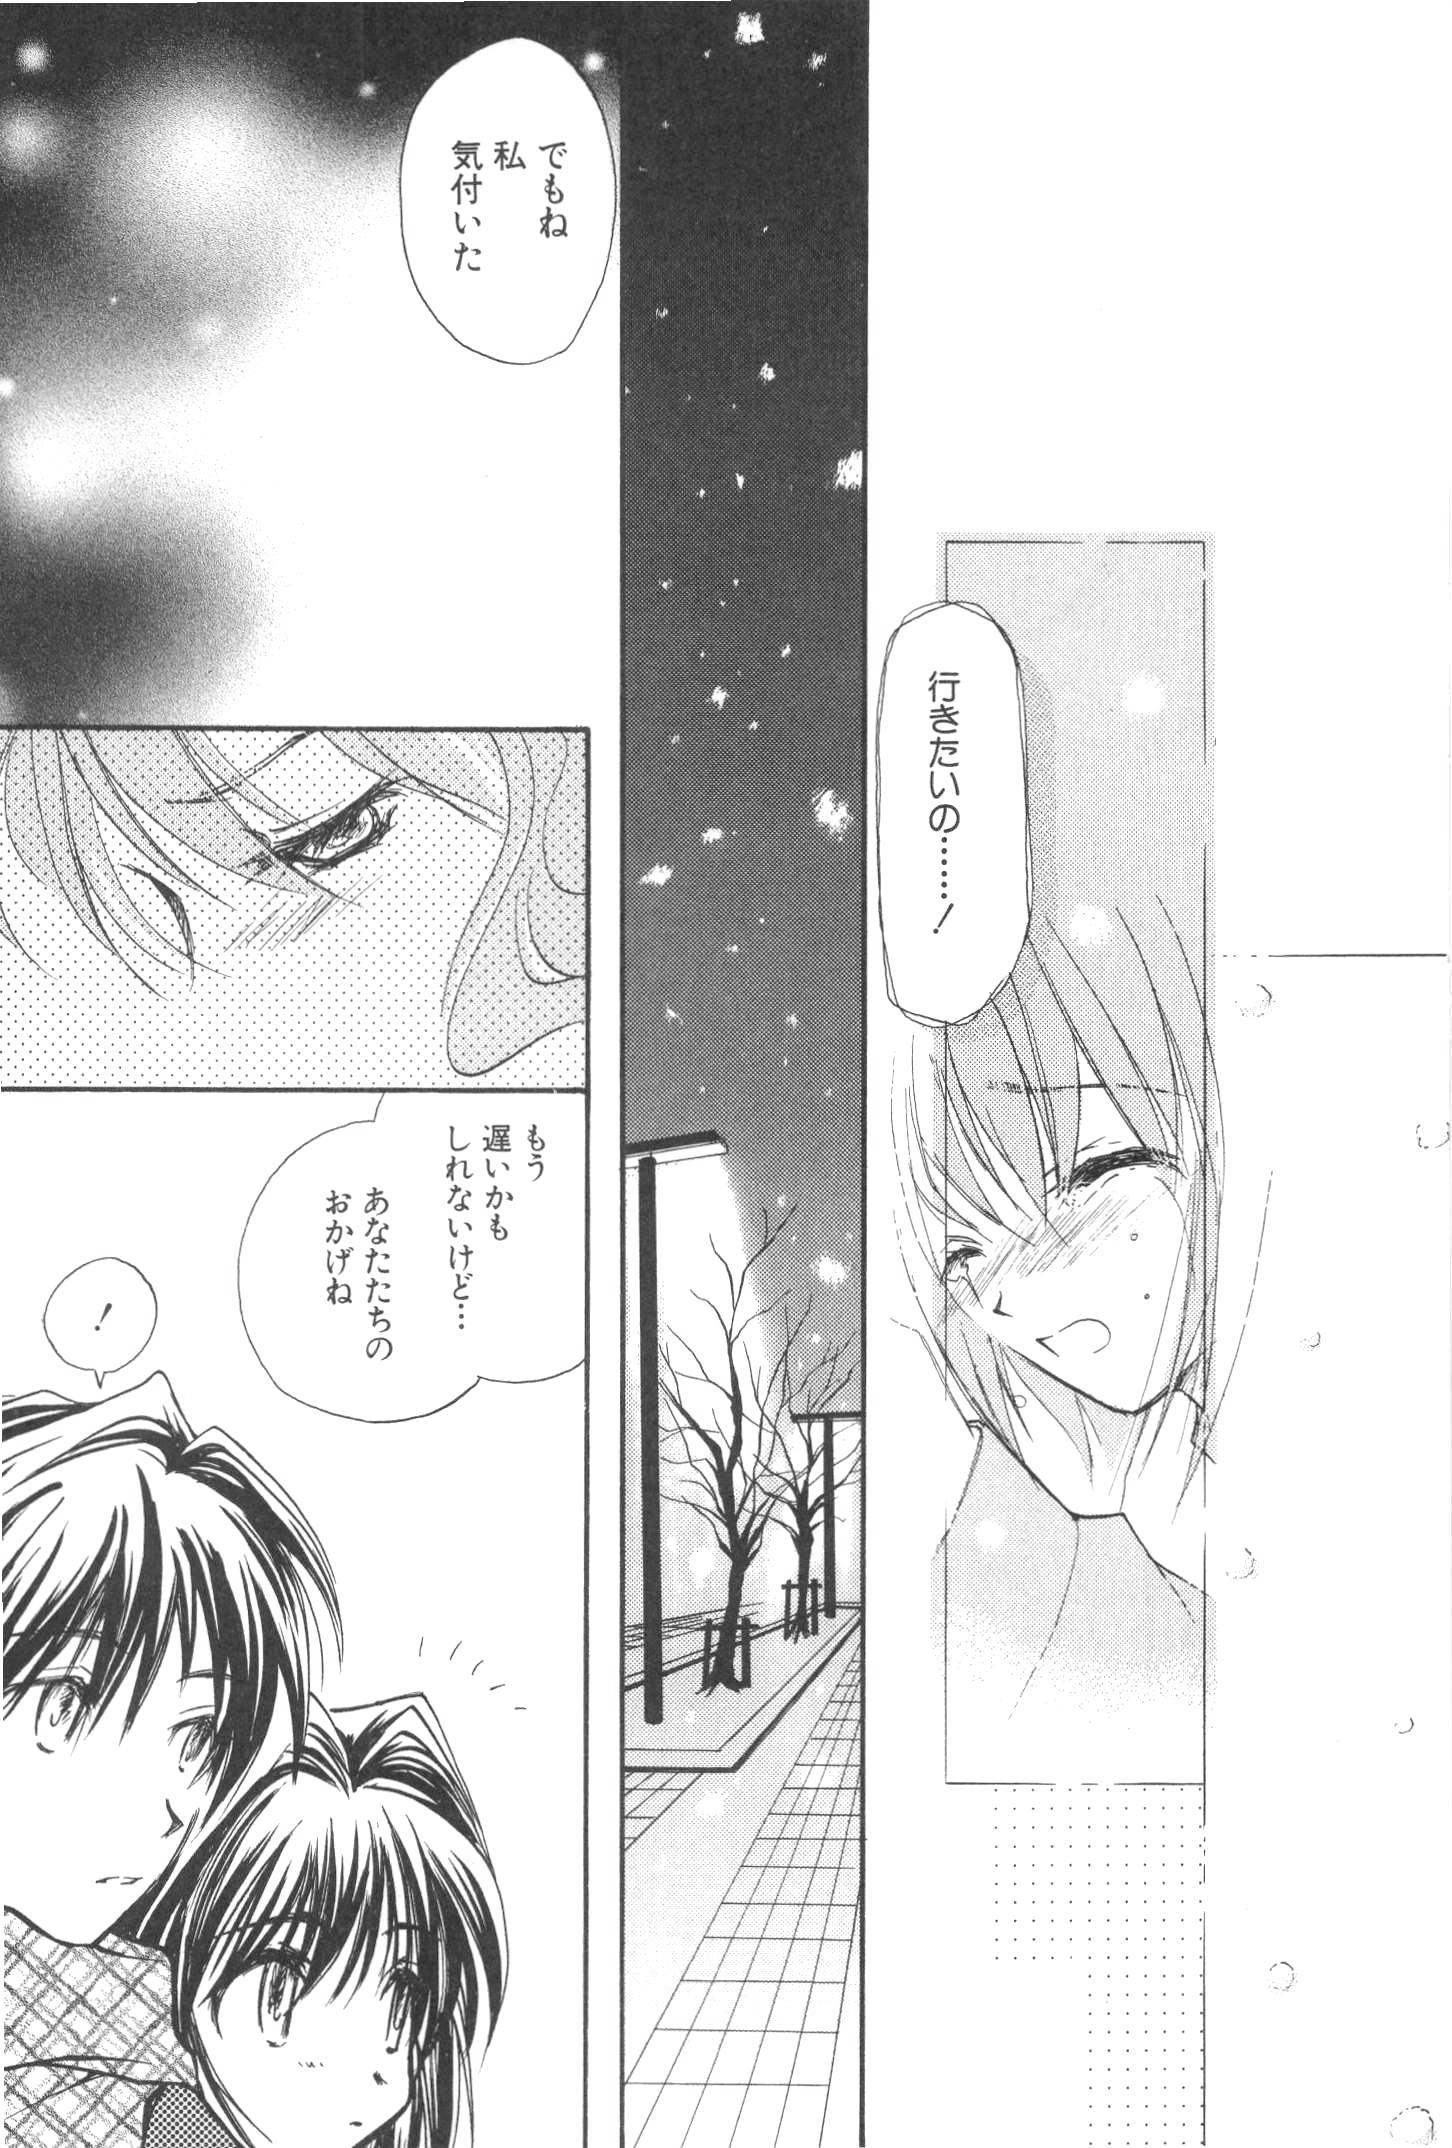 行きたいの……！
でもね
私
気付いた
もう
遅いかも
しれないけど…
あなたたちの
おかげね
！